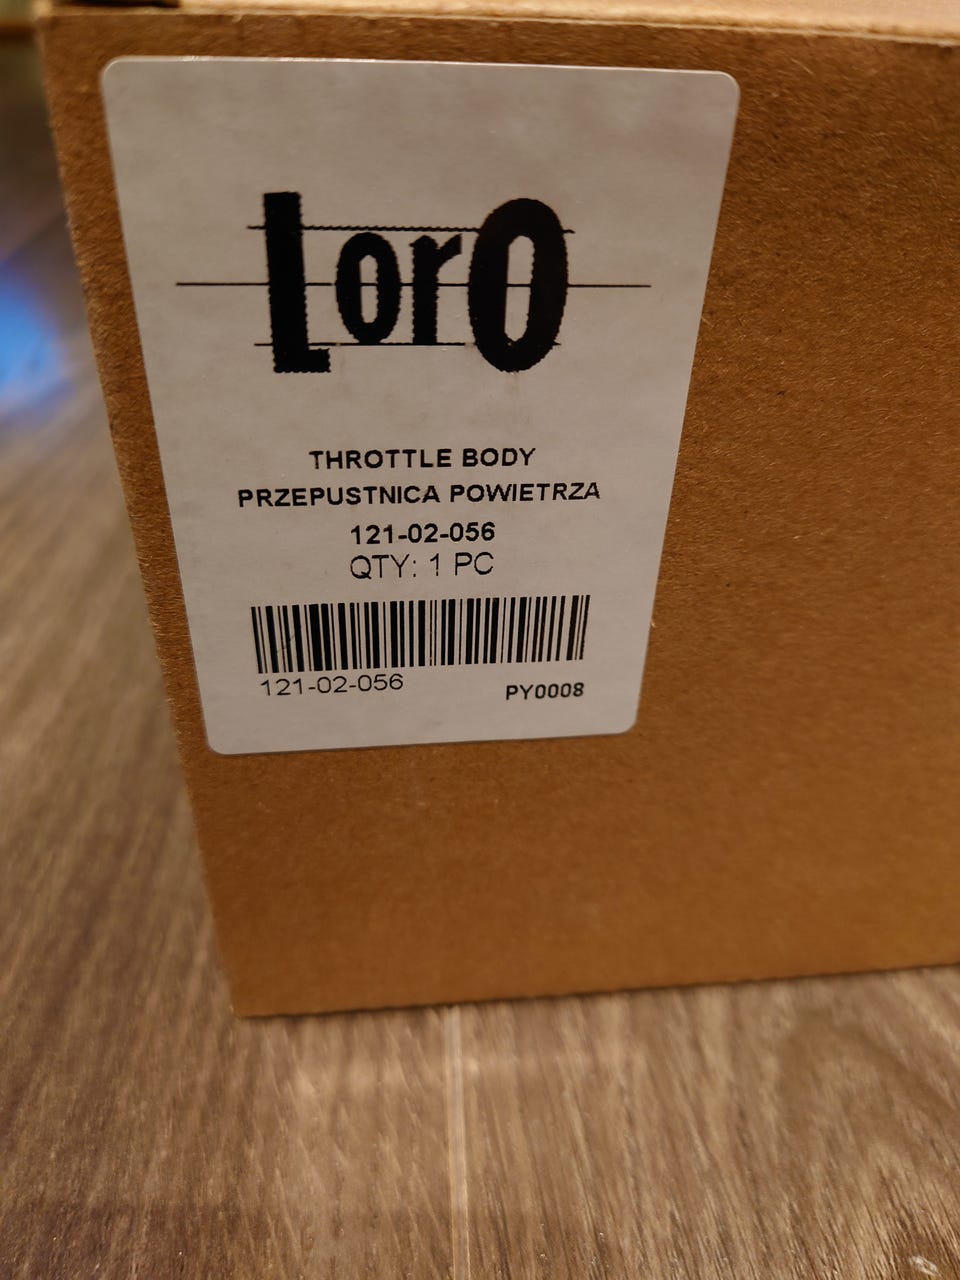 LorO
THROTTLE BODY
PRZEPUSTNICA POWIETRZA
121-02-056
QTY: 1 PC
121-02-056
PY0008